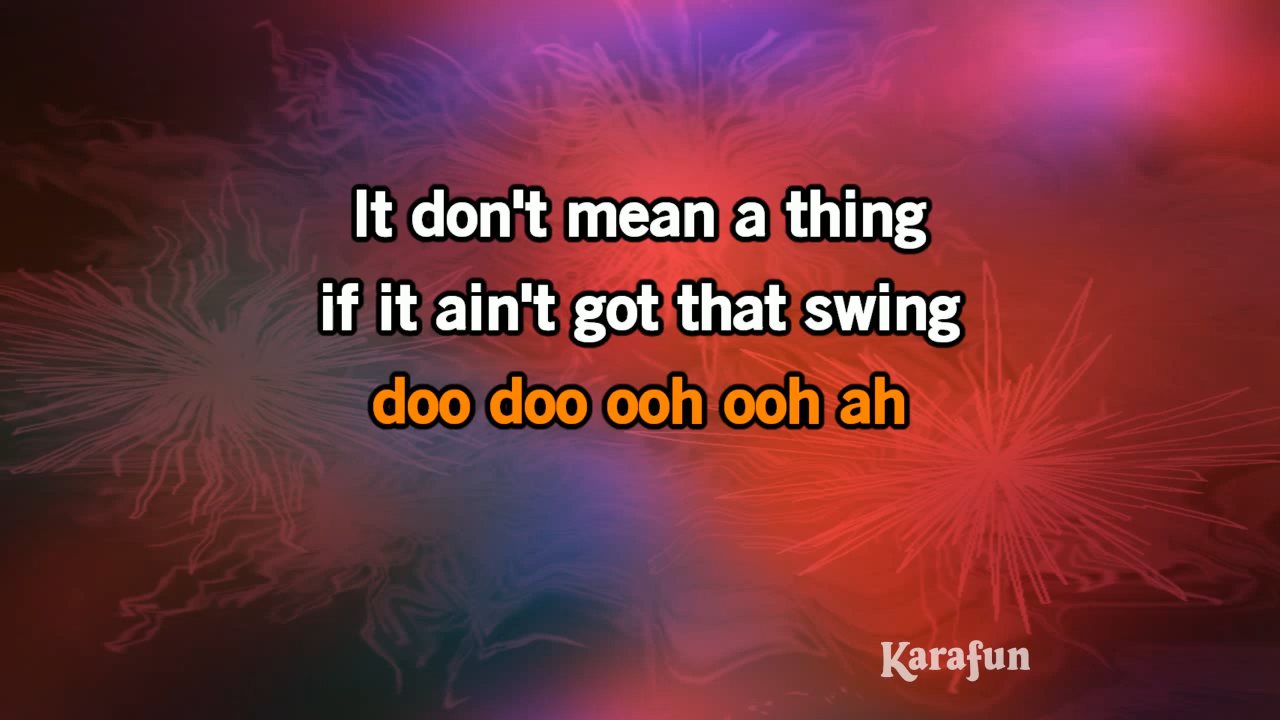 It don't mean a thing
if it ain't got that swing
doo doo ooh ooh ah
Karafun